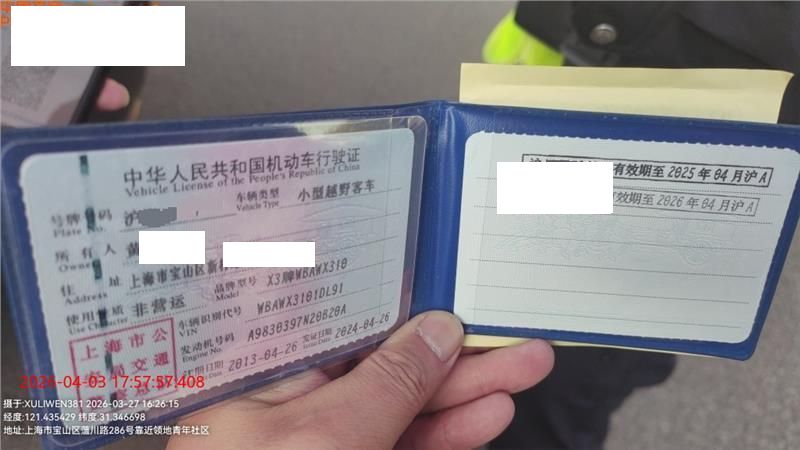 中华人民共和国机动车行驶证
Vehicle License of the People's Republic of China
号牌号码 沪
Plate No.
车辆类型 小型越野客车
Vehicle Type
所有人 黄
Owner
住址 上海市宝山区新
Address
使用性质 非营运
Use Character
品牌型号 X3牌WBAWX310
Model
车辆识别代号 WBAWX3101DL91
VIN
发动机号码 A9830397N20B20A
Engine No.
注册日期 2013-04-26
发证日期 2024-04-26
Issue Date
上海市公
安局交通
有效期至 2025年04月沪A
有效期至 2026年04月沪A
2026-04-03 17:57:57.408
摄于:XULIWEN381 2026-03-27 16:26:15
经度:121.435429 纬度:31.346698
地址:上海市宝山区蕰川路286号靠近领地青年社区